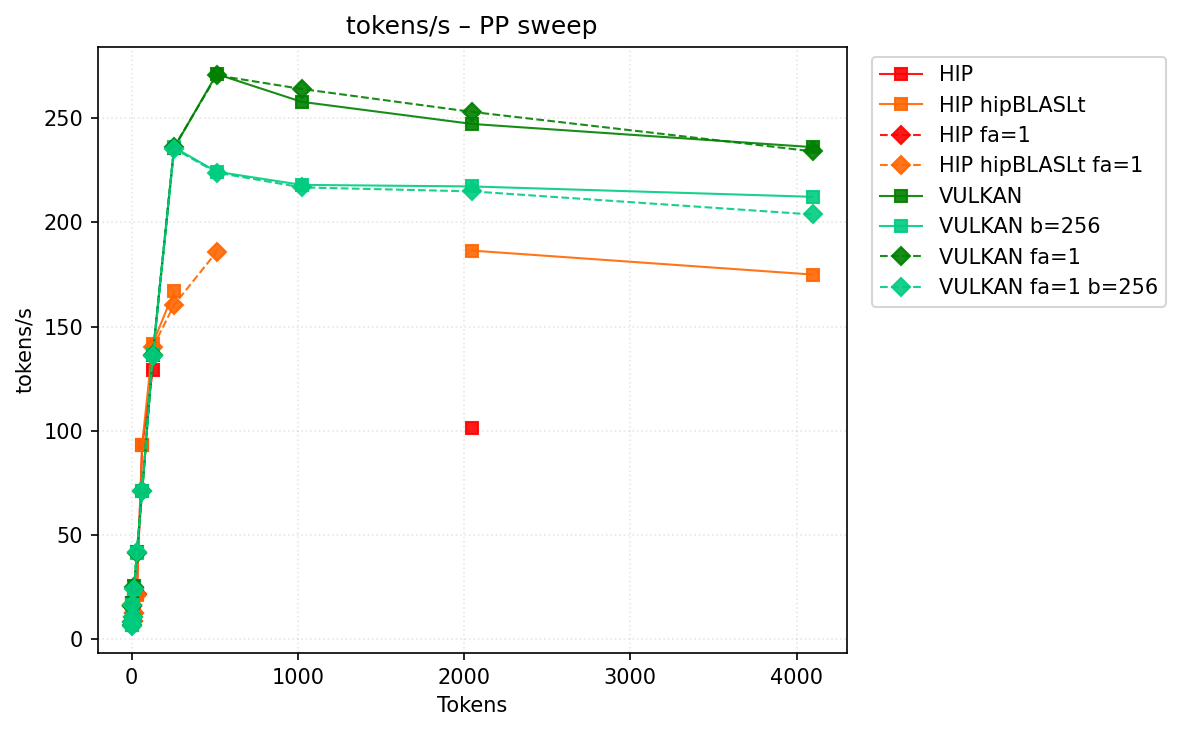 tokens/s – PP sweep
tokens/s
250
200
150
100
50
0
0 1000 2000 3000 4000
Tokens
HIP
HIP hipBLASLt
HIP fa=1
HIP hipBLASLt fa=1
VULKAN
VULKAN b=256
VULKAN fa=1
VULKAN fa=1 b=256